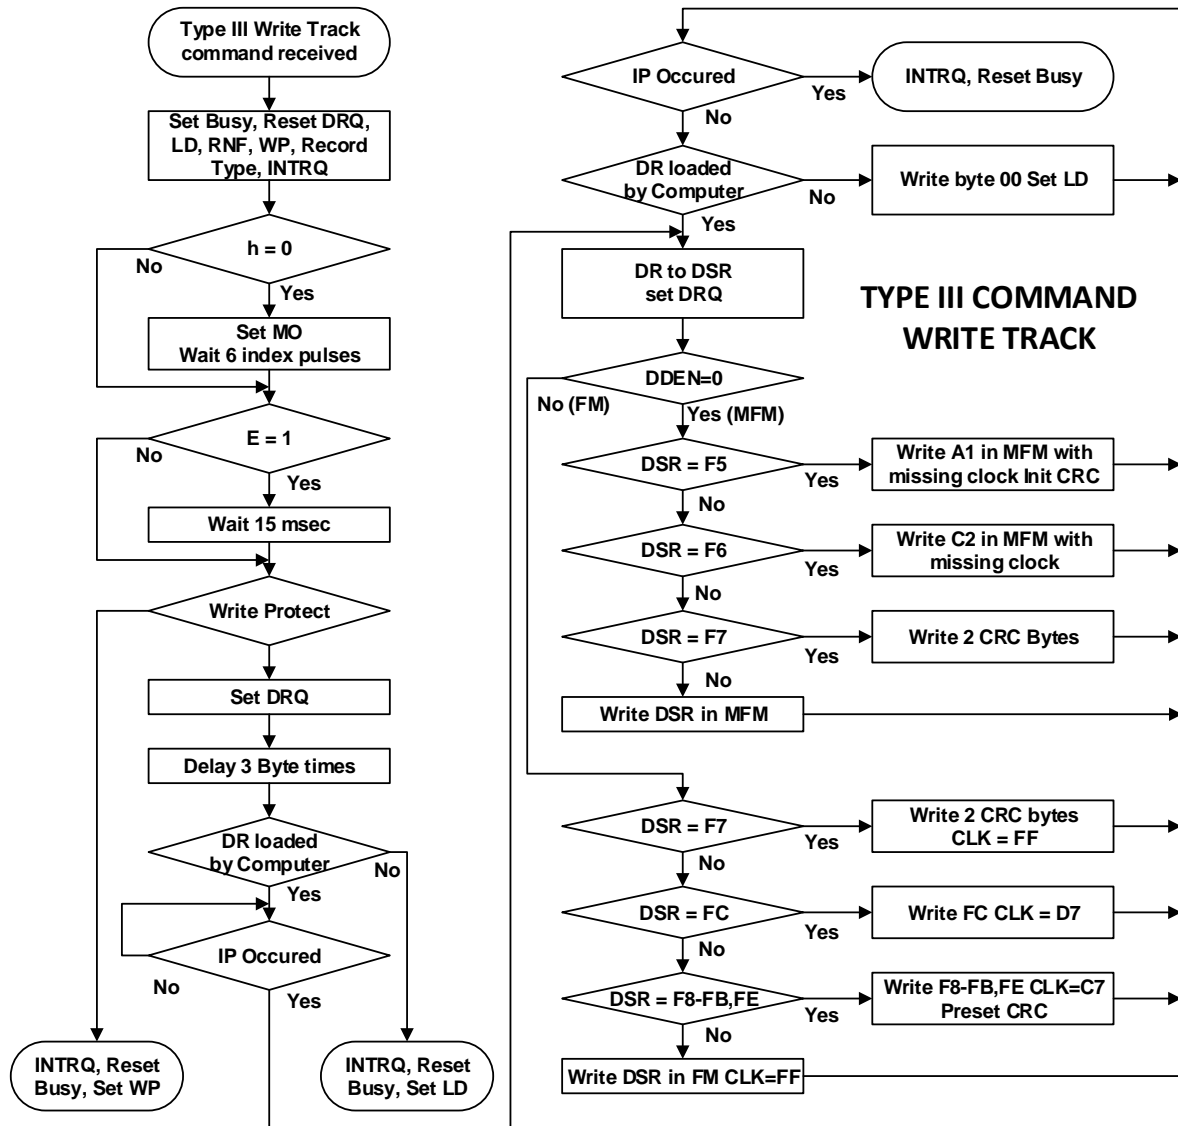 Type III Write Track
command received
Set Busy, Reset DRQ,
LD, RNF, WP, Record
Type, INTRQ
h = 0
No
Yes
Set MO
Wait 6 index pulses
E = 1
No
Yes
Wait 15 msec
Write Protect
Set DRQ
Delay 3 Byte times
DR loaded
by Computer
No
Yes
IP Occured
No
Yes
INTRQ, Reset
Busy, Set WP
INTRQ, Reset
Busy, Set LD
IP Occured
Yes
No
INTRQ, Reset Busy
DR loaded
by Computer
No
Yes
Write byte 00 Set LD
DR to DSR
set DRQ
TYPE III COMMAND
WRITE TRACK
DDEN=0
No (FM)
Yes (MFM)
DSR = F5
Yes
No
Write A1 in MFM with
missing clock Init CRC
DSR = F6
Yes
No
Write C2 in MFM with
missing clock
DSR = F7
Yes
No
Write 2 CRC Bytes
Write DSR in MFM
DSR = F7
Yes
No
Write 2 CRC bytes
CLK = FF
DSR = FC
Yes
No
Write FC CLK = D7
DSR = F8-FB,FE
Yes
No
Write F8-FB,FE CLK=C7
Preset CRC
Write DSR in FM CLK=FF